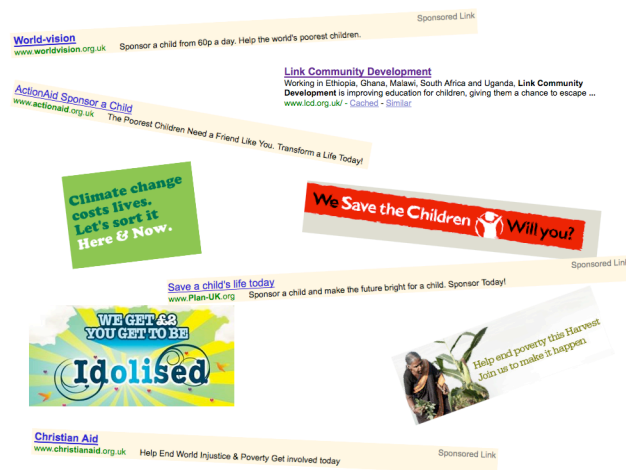 Sponsored Link
World-vision
www.worldvision.org.uk Sponsor a child from 60p a day. Help the world's poorest children.
Link Community Development
Working in Ethiopia, Ghana, Malawi, South Africa and Uganda, Link Community
Development is improving education for children, giving them a chance to escape ...
www.lcd.org.uk/ - Cached - Similar
ActionAid Sponsor a Child
www.actionaid.org.uk The Poorest Children Need a Friend Like You. Transform a Life Today!
Climate change
costs lives.
Let's sort it
Here & Now.
We Save the Children Will you?
Sponsored Link
Save a child's life today
www.Plan-UK.org Sponsor a child and make the future bright for a child. Sponsor Today!
WE GET £2
YOU GET TO BE
Idolised
Help end poverty this Harvest
Join us to make it happen
Christian Aid
www.christianaid.org.uk Help End World Injustice & Poverty Get involved today
Sponsored Link